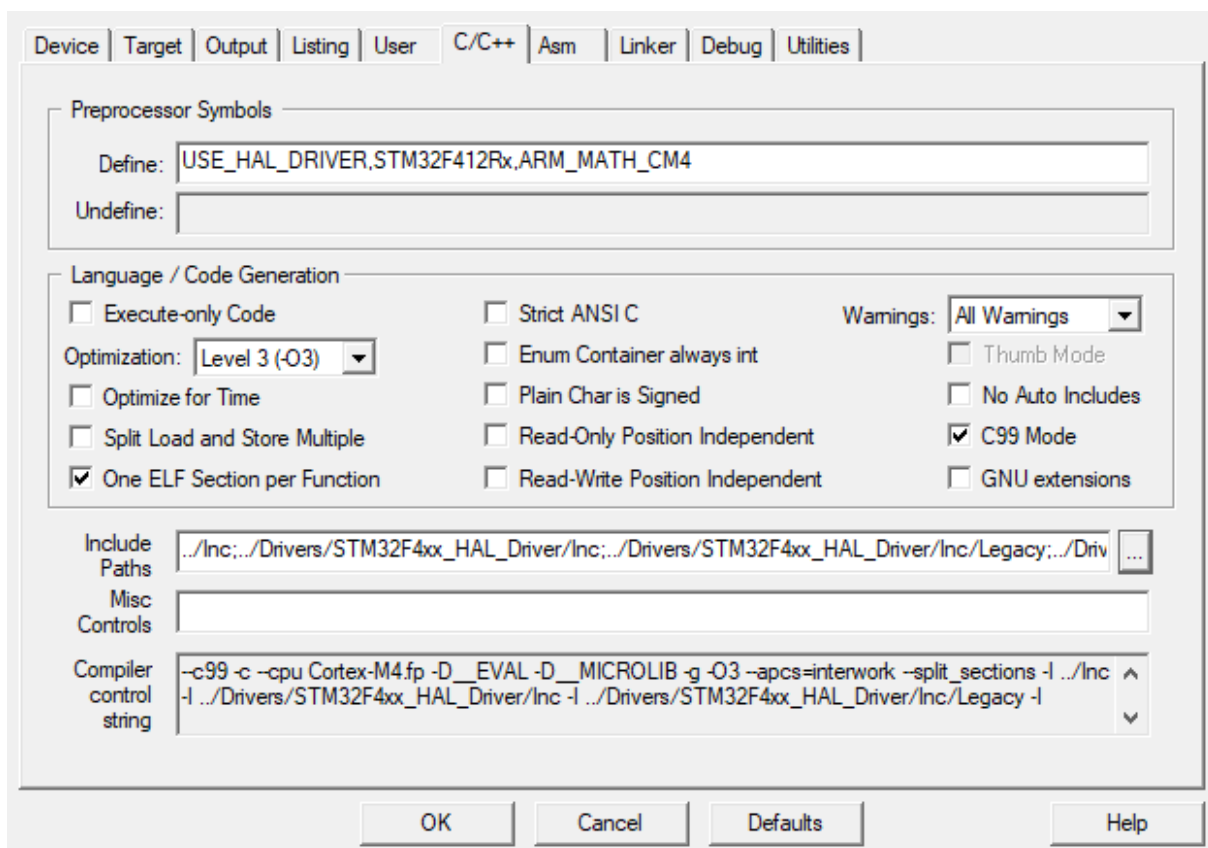 Device Target Output Listing User C/C++ Asm Linker Debug Utilities
Preprocessor Symbols
Define: USE_HAL_DRIVER,STM32F412Rx,ARM_MATH_CM4
Undefine:
Language / Code Generation
Execute-only Code Strict ANSI C Warnings: All Warnings
Optimization: Level 3 (-O3) Enum Container always int Thumb Mode
Optimize for Time Plain Char is Signed No Auto Includes
Split Load and Store Multiple Read-Only Position Independent C99 Mode
One ELF Section per Function Read-Write Position Independent GNU extensions
Include
Paths
../Inc;../Drivers/STM32F4xx_HAL_Driver/Inc;../Drivers/STM32F4xx_HAL_Driver/Inc/Legacy;../Driv ...
Misc
Controls
Compiler
control
string
--c99 -c --cpu Cortex-M4.fp -D__EVAL -D__MICROLIB -g -O3 --apcs=interwork --split_sections -I ../Inc
-I ../Drivers/STM32F4xx_HAL_Driver/Inc -I ../Drivers/STM32F4xx_HAL_Driver/Inc/Legacy -I
OK Cancel Defaults Help